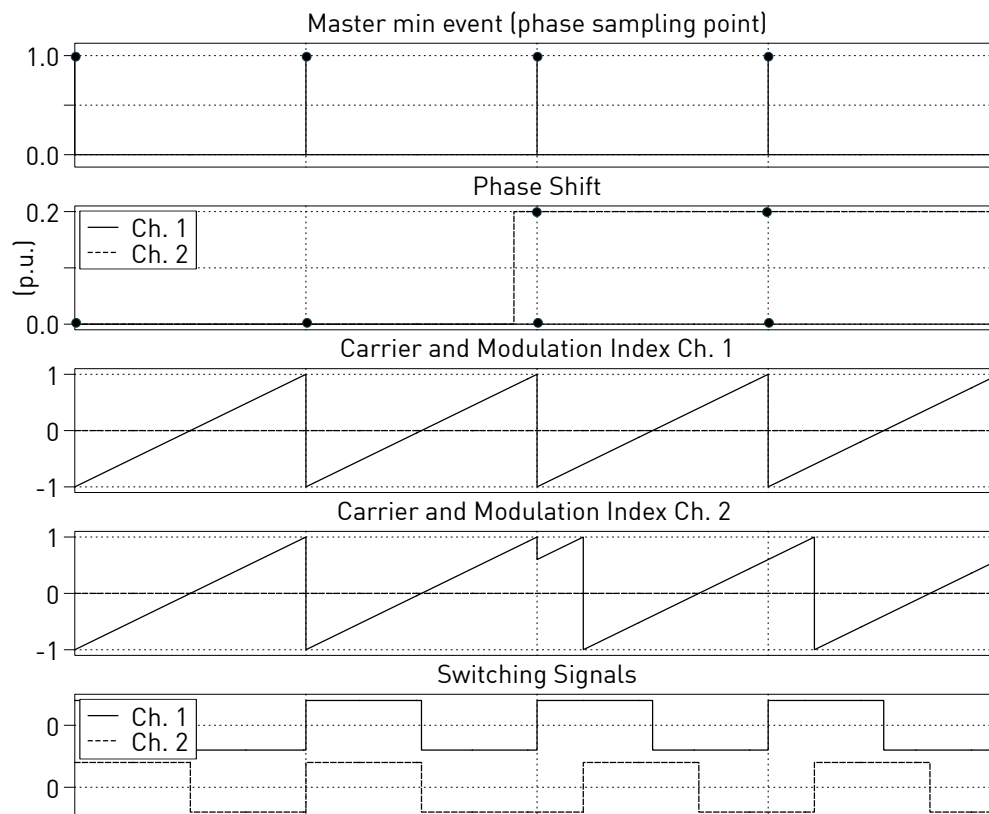 Master min event (phase sampling point)
1.0
0.0
Phase Shift
0.2
Ch. 1
Ch. 2
(p.u.)
0.0
Carrier and Modulation Index Ch. 1
1
0
-1
Carrier and Modulation Index Ch. 2
1
0
-1
Switching Signals
Ch. 1
0
Ch. 2
0